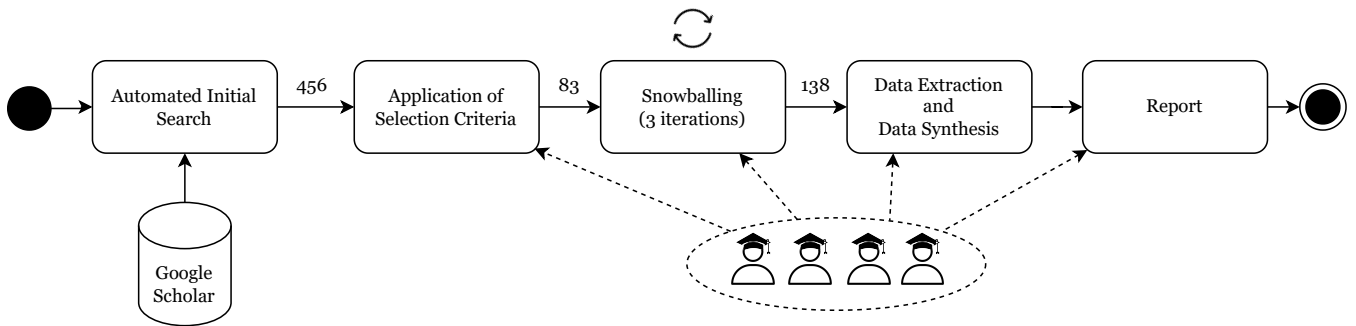 Automated Initial
Search
456
Application of
Selection Criteria
83
Snowballing
(3 iterations)
138
Data Extraction
and
Data Synthesis
Report
Google
Scholar